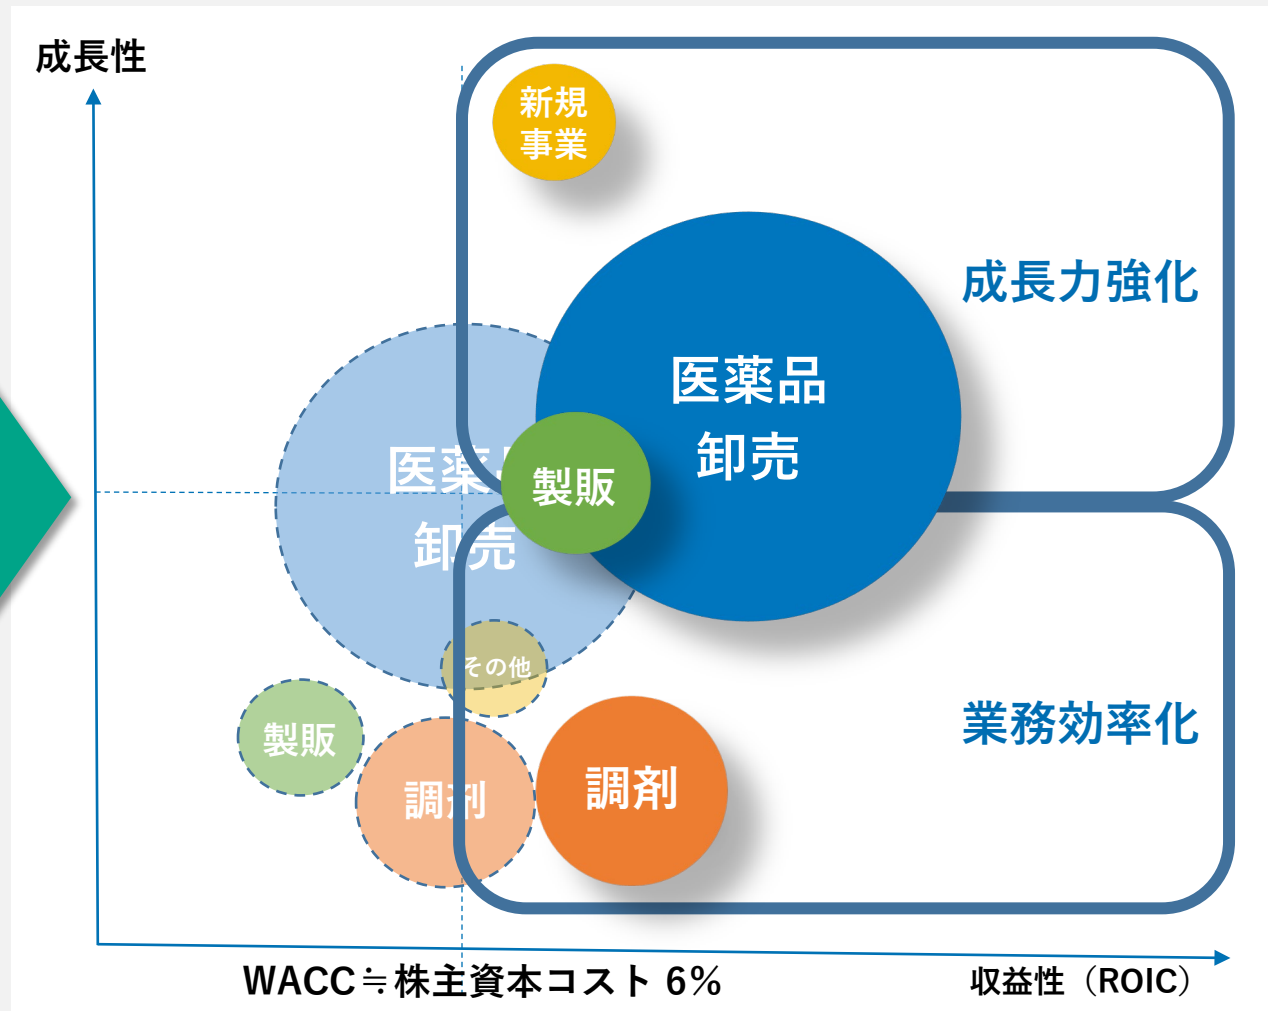 成長性
新規
事業
成長力強化
医薬品
卸売
医薬
卸売
製販
その他
製販
調剤
調剤
業務効率化
WACC≒株主資本コスト 6%
収益性（ROIC）